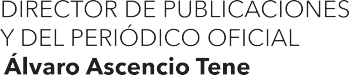 DIRECTOR DE PUBLICACIONES
Y DEL PERIÓDICO OFICIAL
Álvaro Ascencio Tene